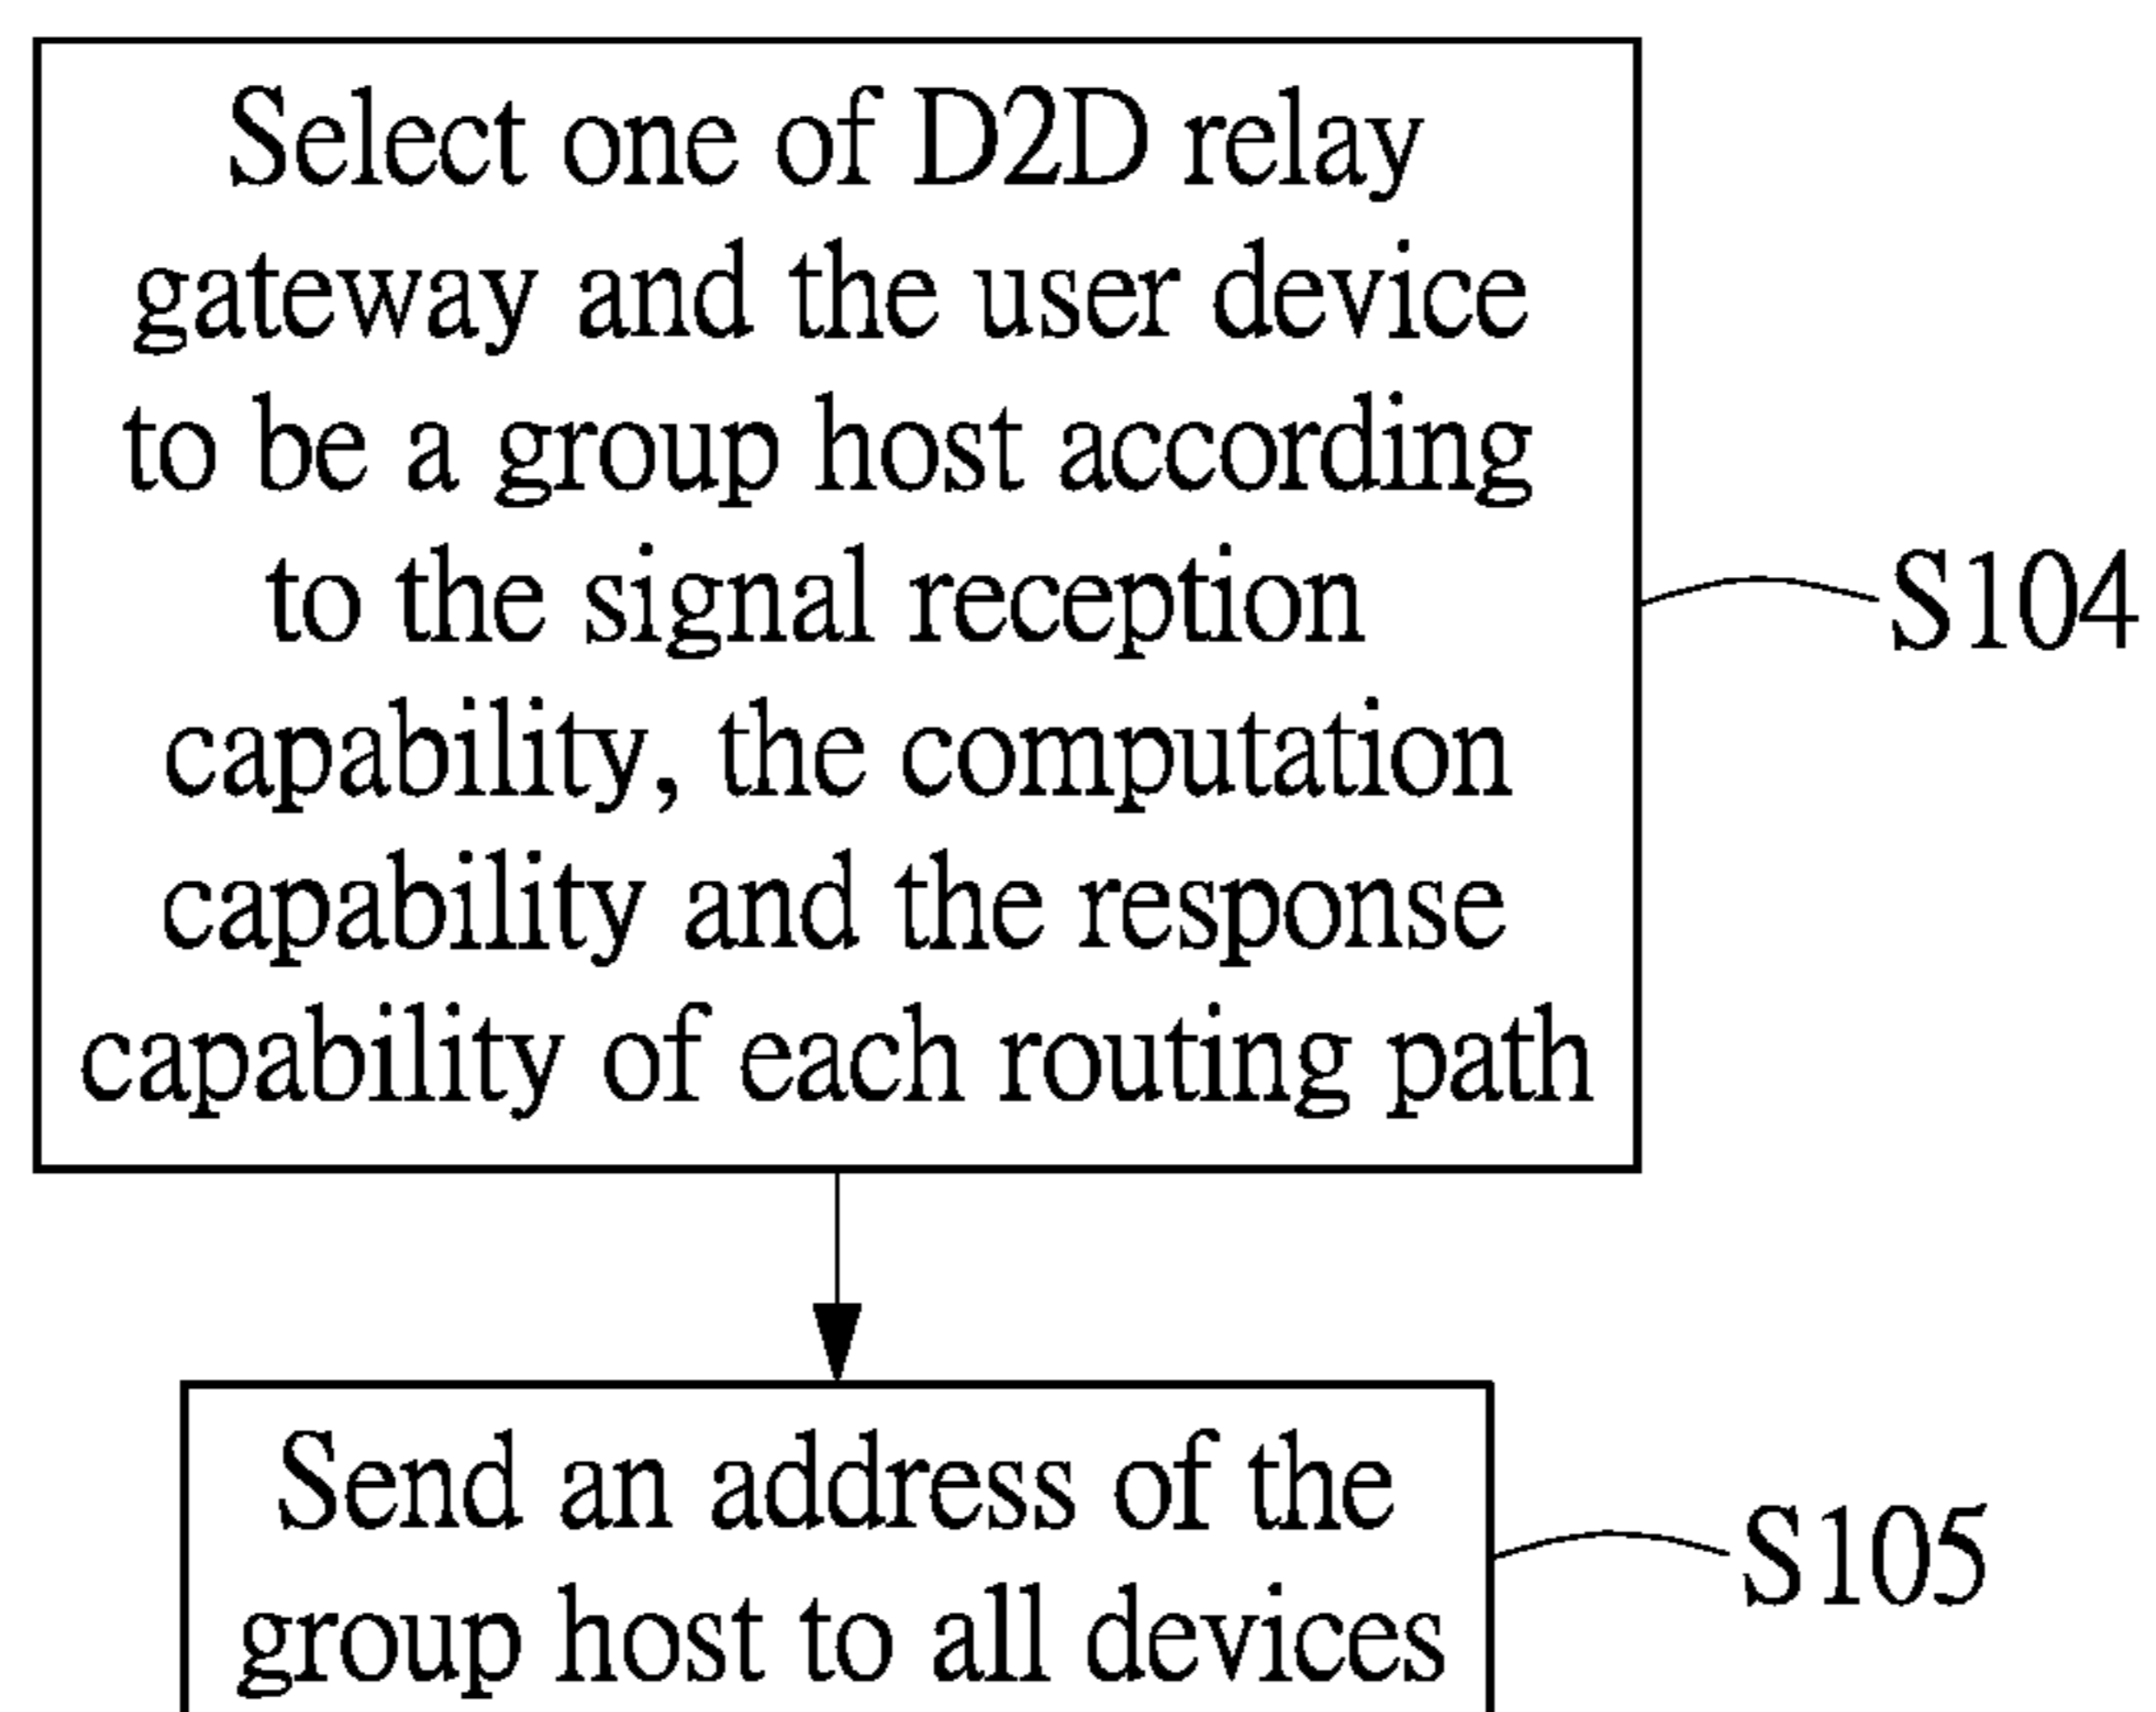 Select one of D2D relay
gateway and the user device
to be a group host according
to the signal reception
capability, the computation
capability and the response
capability of each routing path
S104
Send an address of the
group host to all devices
S105